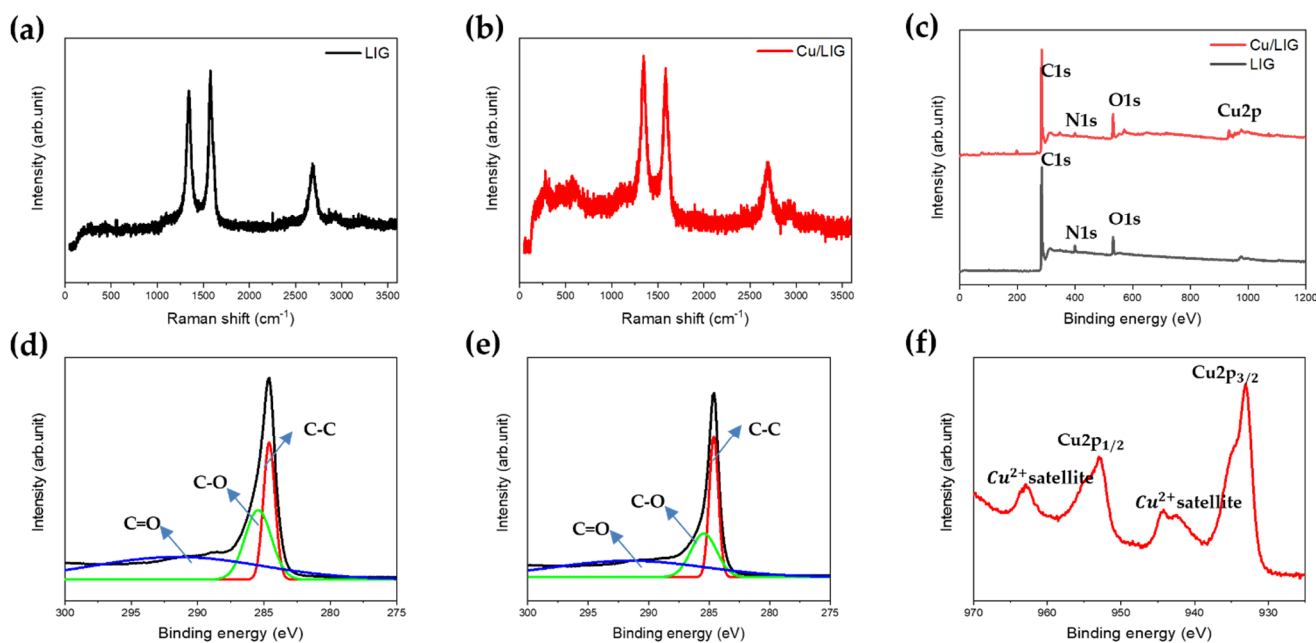 (a)
LIG
Intensity (arb.unit)
0 500 1000 1500 2000 2500 3000 3500
Raman shift (cm⁻¹)
(b)
Cu/LIG
Intensity (arb.unit)
0 500 1000 1500 2000 2500 3000 3500
Raman shift (cm⁻¹)
(c)
Cu/LIG
LIG
C1s
N1s
O1s
Cu2p
C1s
N1s
O1s
Intensity (arb.unit)
0 200 400 600 800 1000 1200
Binding energy (eV)
(d)
C-C
C-O
C=O
Intensity (arb.unit)
300 295 290 285 280 275
Binding energy (eV)
(e)
C-C
C-O
C=O
Intensity (arb.unit)
300 295 290 285 280 275
Binding energy (eV)
(f)
Cu2p₃/₂
Cu2p₁/₂
Cu²⁺satellite
Cu²⁺satellite
Intensity (arb.unit)
970 960 950 940 930
Binding energy (eV)